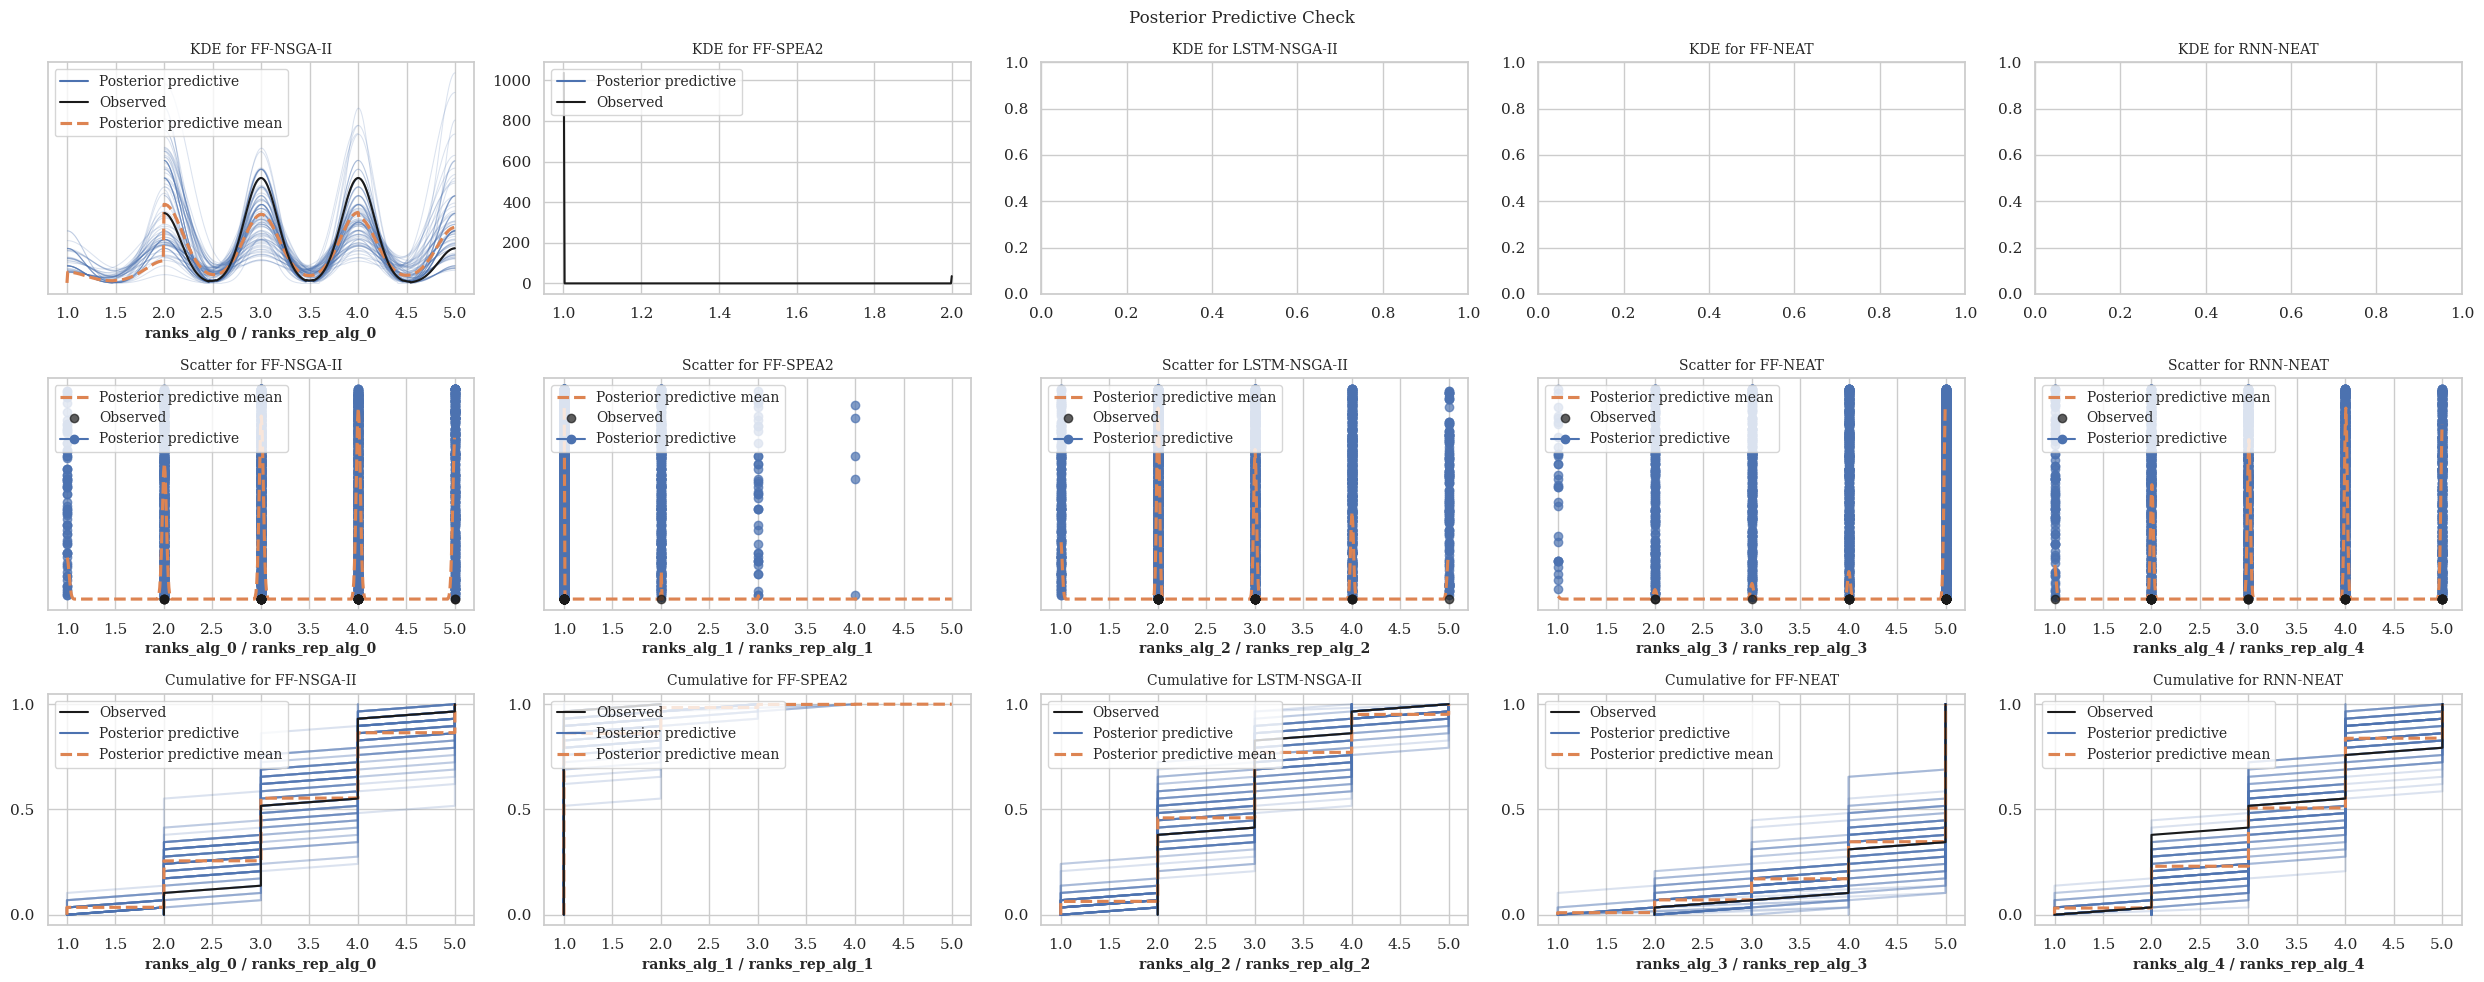 Posterior Predictive Check
KDE for FF-NSGA-II
Posterior predictive
Observed
Posterior predictive mean
1.0 1.5 2.0 2.5 3.0 3.5 4.0 4.5 5.0
ranks_alg_0 / ranks_rep_alg_0
KDE for FF-SPEA2
1000
800
600
400
200
0
Posterior predictive
Observed
1.0 1.2 1.4 1.6 1.8 2.0
KDE for LSTM-NSGA-II
1.0
0.8
0.6
0.4
0.2
0.0
0.0 0.2 0.4 0.6 0.8 1.0
KDE for FF-NEAT
1.0
0.8
0.6
0.4
0.2
0.0
0.0 0.2 0.4 0.6 0.8 1.0
KDE for RNN-NEAT
1.0
0.8
0.6
0.4
0.2
0.0
0.0 0.2 0.4 0.6 0.8 1.0
Scatter for FF-NSGA-II
Posterior predictive mean
Observed
Posterior predictive
1.0 1.5 2.0 2.5 3.0 3.5 4.0 4.5 5.0
ranks_alg_0 / ranks_rep_alg_0
Scatter for FF-SPEA2
Posterior predictive mean
Observed
Posterior predictive
1.0 1.5 2.0 2.5 3.0 3.5 4.0 4.5 5.0
ranks_alg_1 / ranks_rep_alg_1
Scatter for LSTM-NSGA-II
Posterior predictive mean
Observed
Posterior predictive
1.0 1.5 2.0 2.5 3.0 3.5 4.0 4.5 5.0
ranks_alg_2 / ranks_rep_alg_2
Scatter for FF-NEAT
Posterior predictive mean
Observed
Posterior predictive
1.0 1.5 2.0 2.5 3.0 3.5 4.0 4.5 5.0
ranks_alg_3 / ranks_rep_alg_3
Scatter for RNN-NEAT
Posterior predictive mean
Observed
Posterior predictive
1.0 1.5 2.0 2.5 3.0 3.5 4.0 4.5 5.0
ranks_alg_4 / ranks_rep_alg_4
Cumulative for FF-NSGA-II
1.0
0.5
0.0
Observed
Posterior predictive
Posterior predictive mean
1.0 1.5 2.0 2.5 3.0 3.5 4.0 4.5 5.0
ranks_alg_0 / ranks_rep_alg_0
Cumulative for FF-SPEA2
1.0
0.5
0.0
Observed
Posterior predictive
Posterior predictive mean
1.0 1.5 2.0 2.5 3.0 3.5 4.0 4.5 5.0
ranks_alg_1 / ranks_rep_alg_1
Cumulative for LSTM-NSGA-II
1.0
0.5
0.0
Observed
Posterior predictive
Posterior predictive mean
1.0 1.5 2.0 2.5 3.0 3.5 4.0 4.5 5.0
ranks_alg_2 / ranks_rep_alg_2
Cumulative for FF-NEAT
1.0
0.5
0.0
Observed
Posterior predictive
Posterior predictive mean
1.0 1.5 2.0 2.5 3.0 3.5 4.0 4.5 5.0
ranks_alg_3 / ranks_rep_alg_3
Cumulative for RNN-NEAT
1.0
0.5
0.0
Observed
Posterior predictive
Posterior predictive mean
1.0 1.5 2.0 2.5 3.0 3.5 4.0 4.5 5.0
ranks_alg_4 / ranks_rep_alg_4